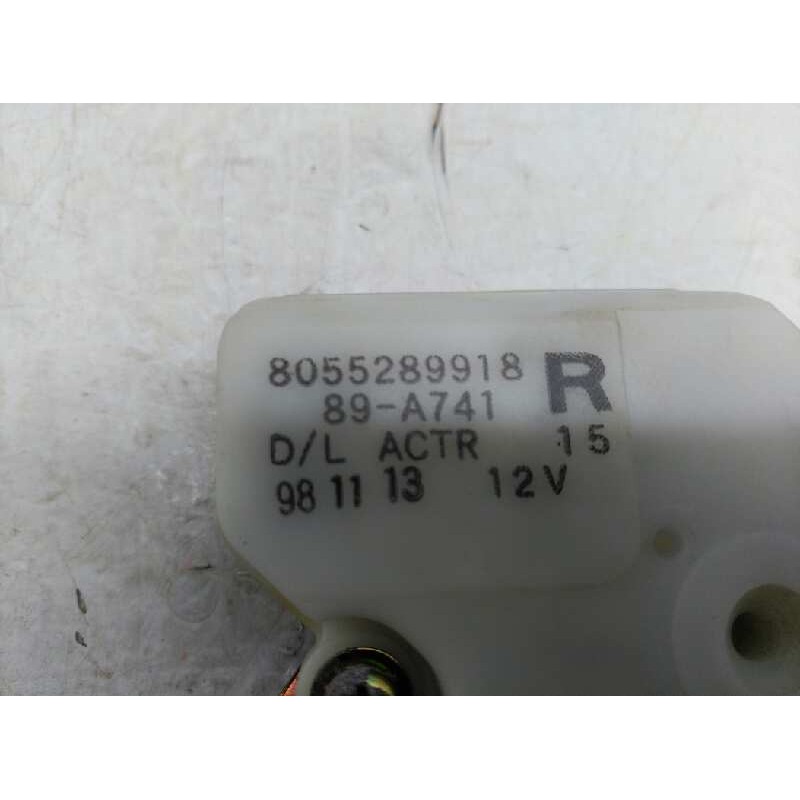 8055289918 R
89-A741
D/L ACTR 15
98 11 13 12V